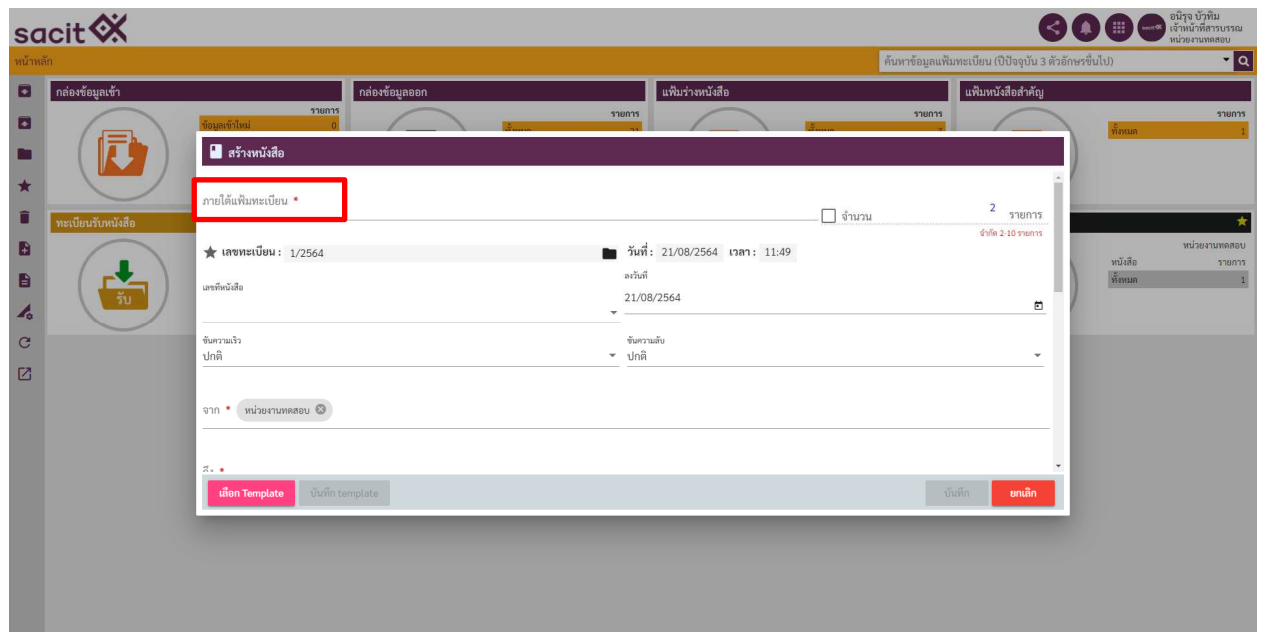 sacit
อนิรุจ บัวทิม
เจ้าหน้าที่สารบรรณ
หน่วยงานทดสอบ
หน้าหลัก
ค้นหาข้อมูลแฟ้มทะเบียน (ปีปัจจุบัน 3 ตัวอักษรขึ้นไป)
กล่องข้อมูลเข้า
กล่องข้อมูลออก
แฟ้มร่างหนังสือ
แฟ้มหนังสือสำคัญ
รายการ
รายการ
รายการ
รายการ
ข้อมูลเข้าใหม่ 0
ทั้งหมด 1
สร้างหนังสือ
ภายใต้แฟ้มทะเบียน *
จำนวน 2 รายการ
จำกัด 2-10 รายการ
ทะเบียนรับหนังสือ
รับ
หน่วยงานทดสอบ
หนังสือ รายการ
ทั้งหมด 1
เลขทะเบียน : 1/2564
วันที่ : 21/08/2564 เวลา : 11:49
เลขที่หนังสือ
ลงวันที่
21/08/2564
ชั้นความเร็ว
ปกติ
ชั้นความลับ
ปกติ
จาก * หน่วยงานทดสอบ
ถึง *
เลือก Template
บันทึก template
บันทึก
ยกเลิก